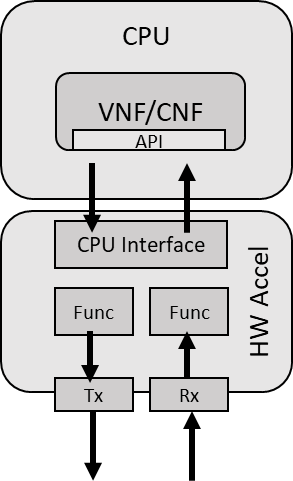 CPU
VNF/CNF
API
CPU Interface
HW Accel
Func
Func
Tx
Rx